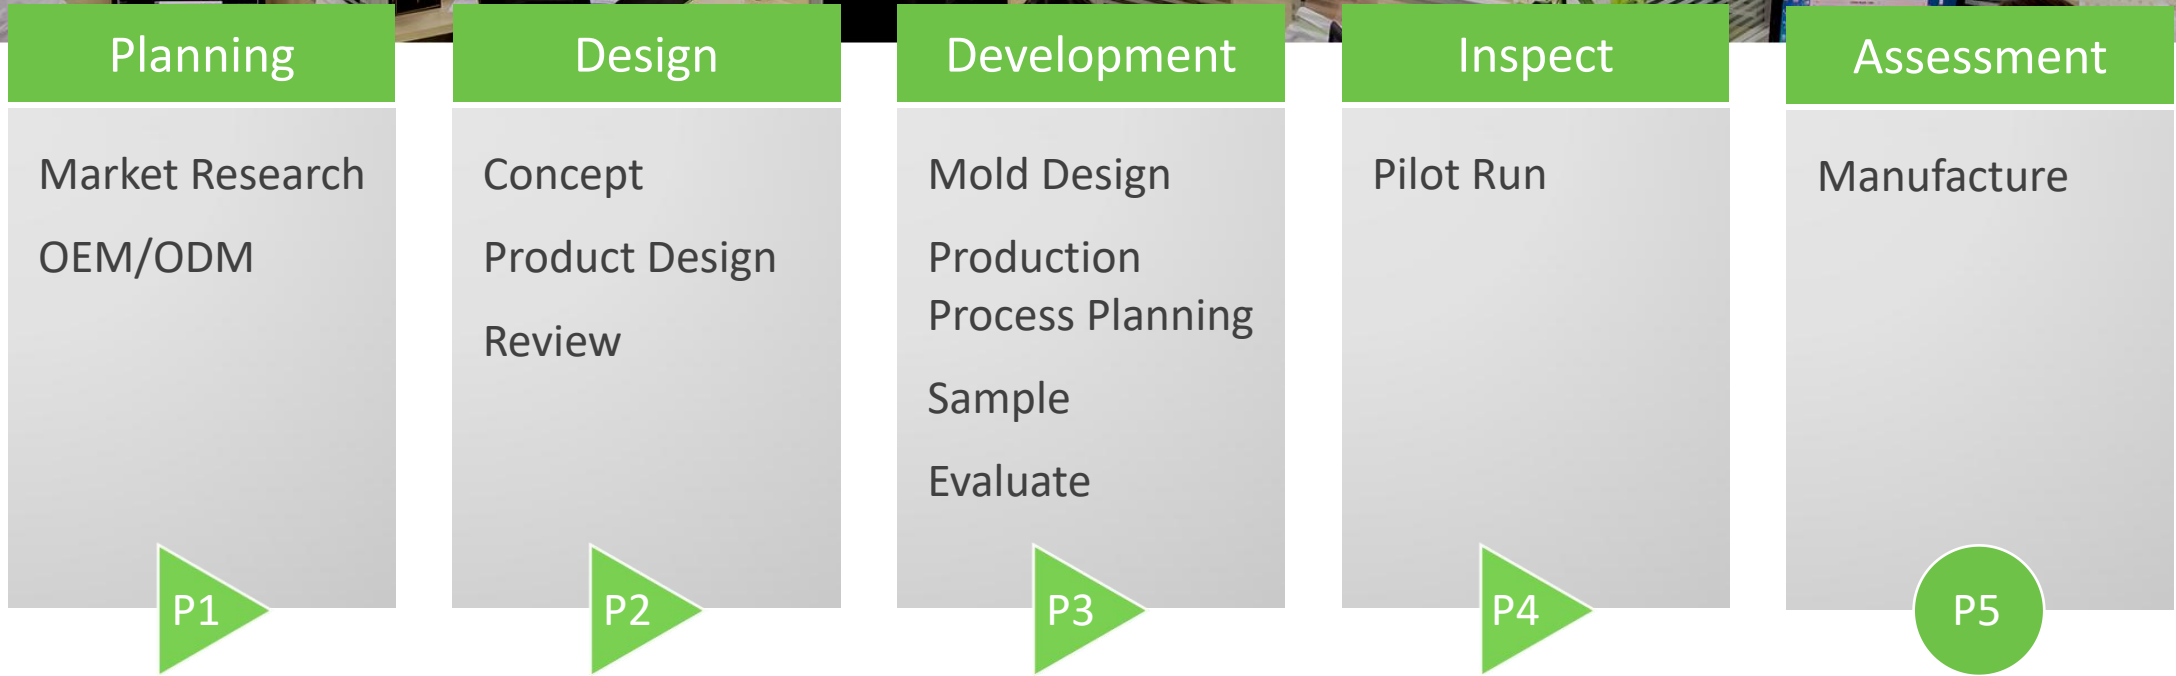 Planning
Market Research
OEM/ODM
P1
Design
Concept
Product Design
Review
P2
Development
Mold Design
Production
Process Planning
Sample
Evaluate
P3
Inspect
Pilot Run
P4
Assessment
Manufacture
P5